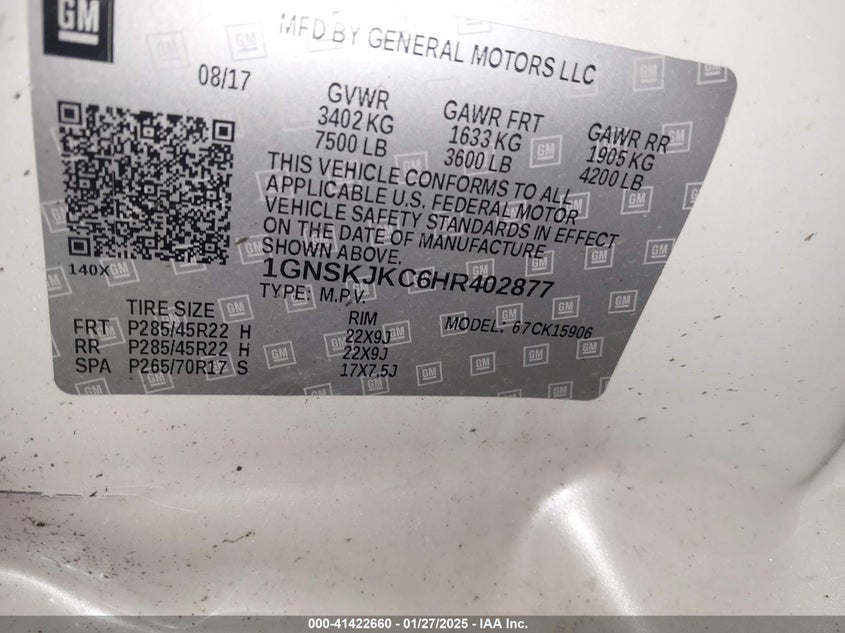 GM
MFD BY GENERAL MOTORS LLC
08/17
GVWR
3402 KG
7500 LB
GAWR FRT
1633 KG
3600 LB
GAWR RR
1905 KG
4200 LB
THIS VEHICLE CONFORMS TO ALL
APPLICABLE U.S. FEDERAL MOTOR
VEHICLE SAFETY STANDARDS IN EFFECT
ON THE DATE OF MANUFACTURE
SHOWN ABOVE.
140X
1GNSKJKC6HR402877
TYPE: M.P.V.
MODEL: 67CK15906
TIRE SIZE
RIM
FRT P285/45R22 H 22X9J
RR P285/45R22 H 22X9J
SPA P265/70R17 S 17X7.5J
000-41422660 - 01/27/2025 - IAA Inc.